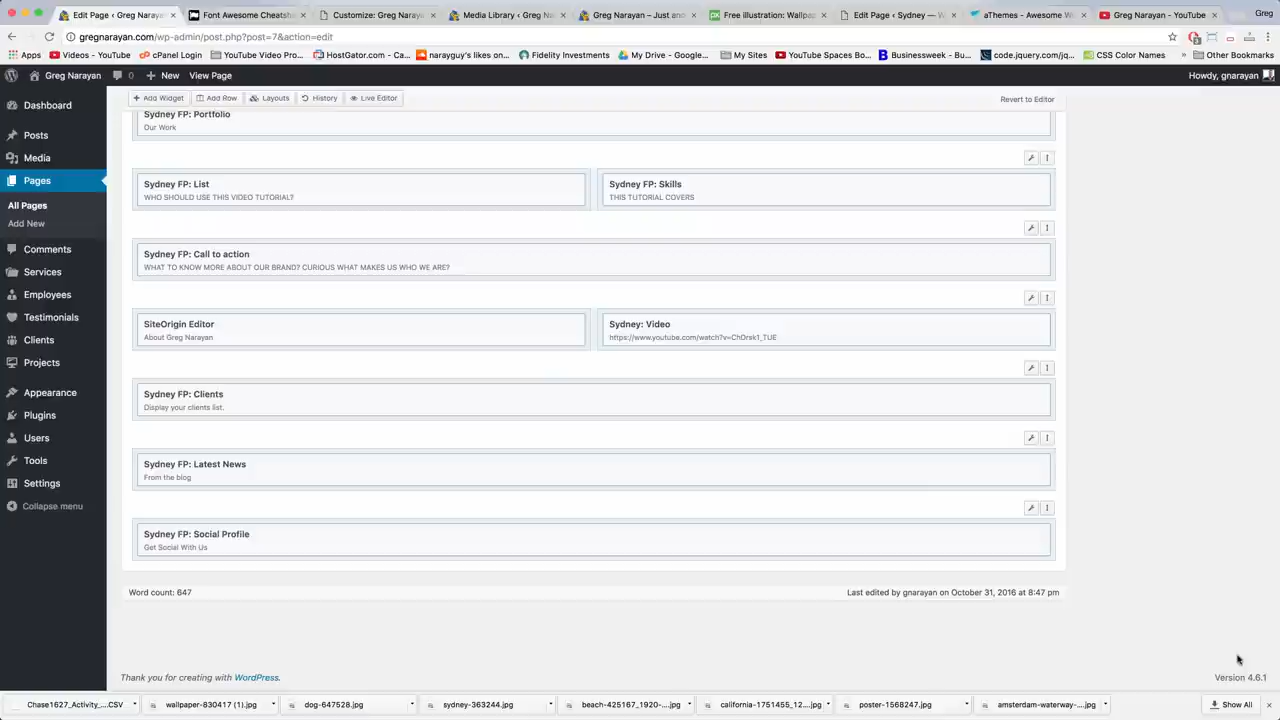 Edit Page ‹ Greg Narayan
Font Awesome Cheatshe
Customize: Greg Narayan
Media Library ‹ Greg N
Greg Narayan – Just an
Free illustration: Wallpa
Edit Page ‹ Sydney — W
aThemes - Awesome W
Greg Narayan - YouTube
Greg
gregnarayan.com/wp-admin/post.php?post=7&action=edit
Apps
Videos - YouTube
cPanel Login
YouTube Video Pro...
HostGator.com - Ca...
narayguy's likes on...
Fidelity Investments
My Drive - Google...
My Sites
YouTube Spaces Bo...
Businessweek - Bu...
code.jquery.com/jq...
CSS Color Names
Other Bookmarks
Greg Narayan
0
New
View Page
Howdy, gnarayan
Dashboard
Posts
Media
Pages
All Pages
Add New
Comments
Services
Employees
Testimonials
Clients
Projects
Appearance
Plugins
Users
Tools
Settings
Collapse menu
Add Widget
Add Row
Layouts
History
Live Editor
Revert to Editor
Sydney FP: Portfolio
Our Work
Sydney FP: List
WHO SHOULD USE THIS VIDEO TUTORIAL?
Sydney FP: Skills
THIS TUTORIAL COVERS
Sydney FP: Call to action
WHAT TO KNOW MORE ABOUT OUR BRAND? CURIOUS WHAT MAKES US WHO WE ARE?
SiteOrigin Editor
About Greg Narayan
Sydney: Video
Sydney FP: Clients
Display your clients list.
Sydney FP: Latest News
From the blog
Sydney FP: Social Profile
Get Social With Us
Word count: 647
Last edited by gnarayan on October 31, 2016 at 8:47 pm
Thank you for creating with WordPress.
Version 4.6.1
Chase1627_Activity_....CSV
wallpaper-830417 (1).jpg
dog-647528.jpg
sydney-363244.jpg
beach-425167_1920-...jpg
california-1751455_12....jpg
poster-1568247.jpg
amsterdam-waterway-....jpg
Show All